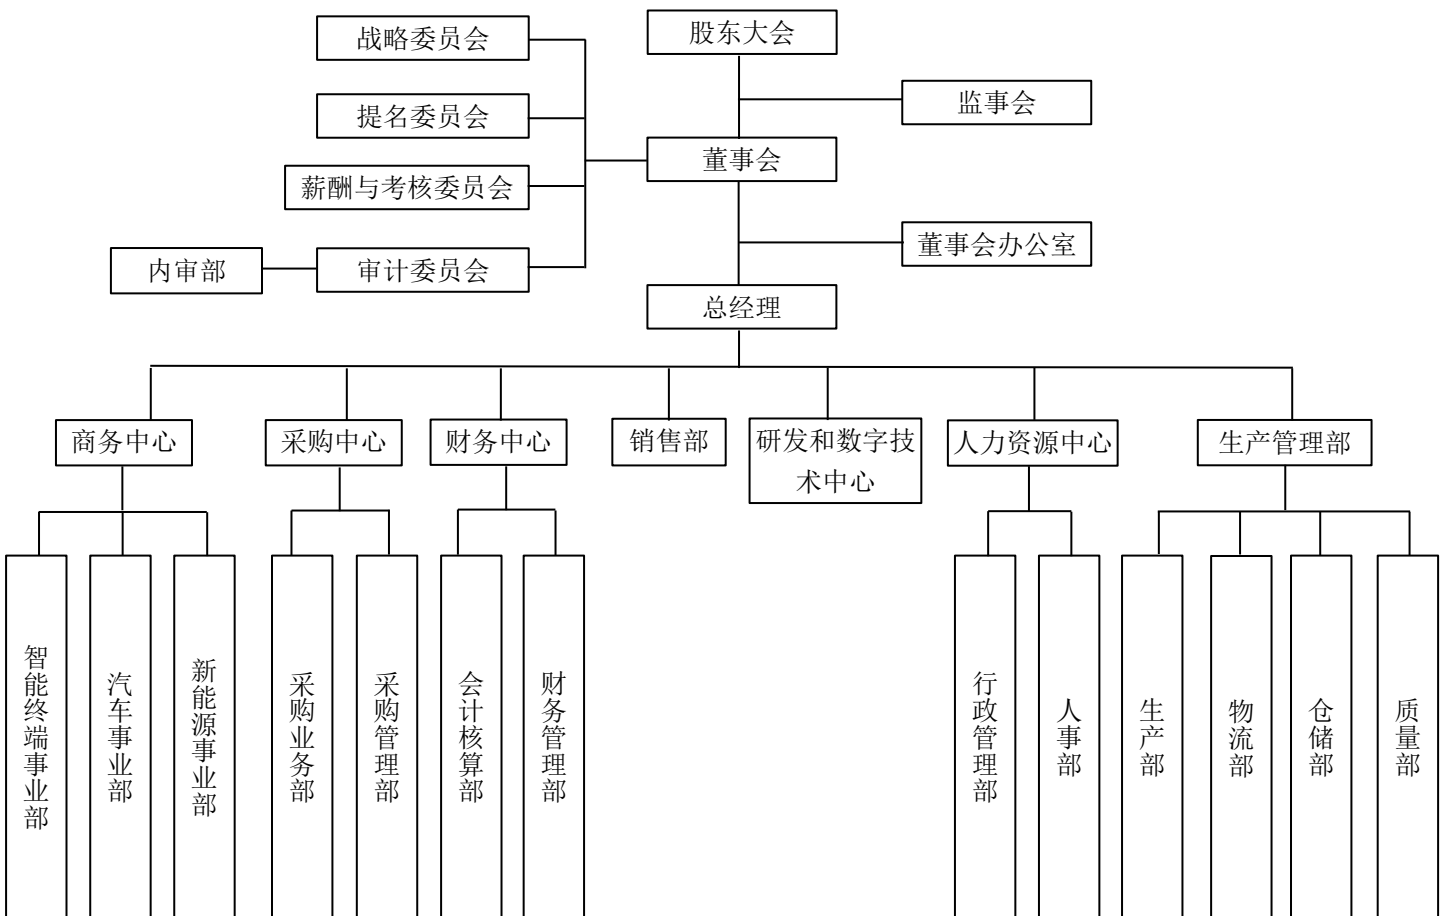 战略委员会
股东大会
监事会
提名委员会
董事会
薪酬与考核委员会
董事会办公室
内审部
审计委员会
总经理
商务中心
采购中心
财务中心
销售部
研发和数字技
术中心
人力资源中心
生产管理部
智能终端事业部
汽车事业部
新能源事业部
采购业务部
采购管理部
会计核算部
财务管理部
行政管理部
人事部
生产部
物流部
仓储部
质量部